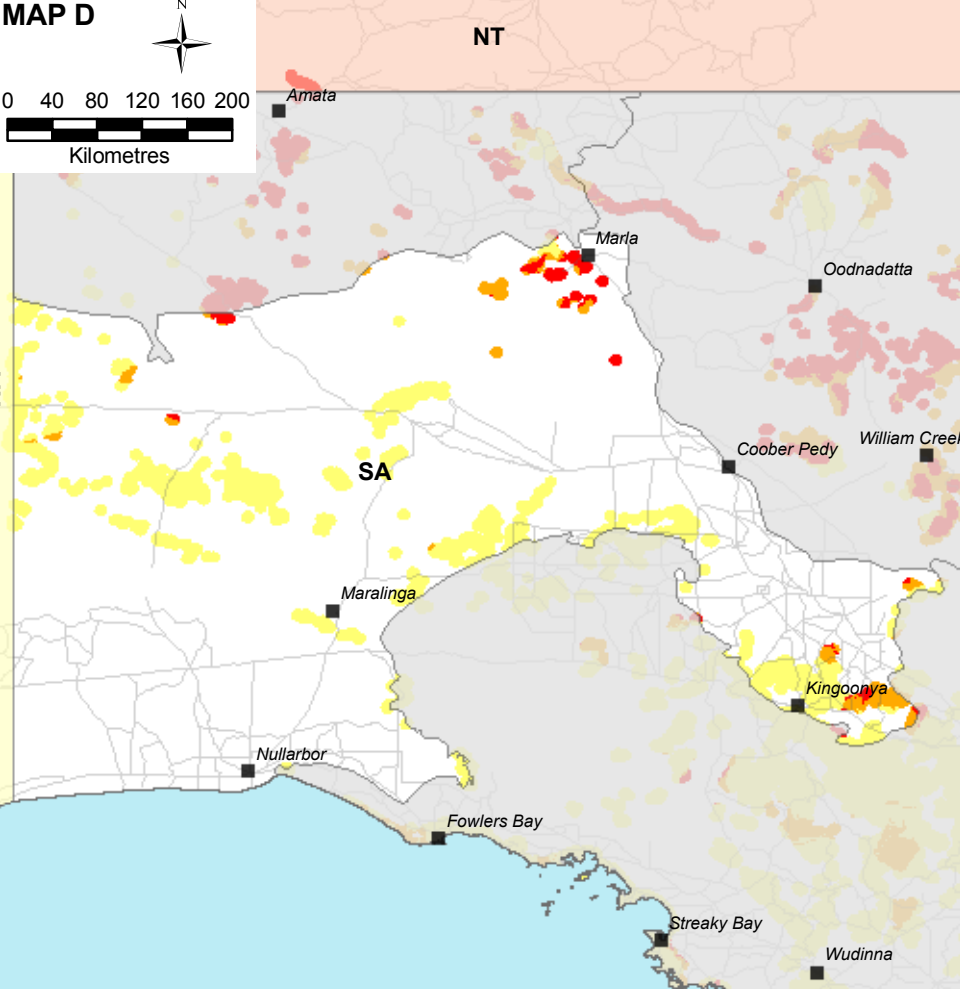 MAP D
N
0 40 80 120 160 200
Kilometres
NT
Amata
Marla
Oodnadatta
Coober Pedy
William Creek
SA
Maralinga
Kingoonya
Nullarbor
Fowlers Bay
Streaky Bay
Wudinna